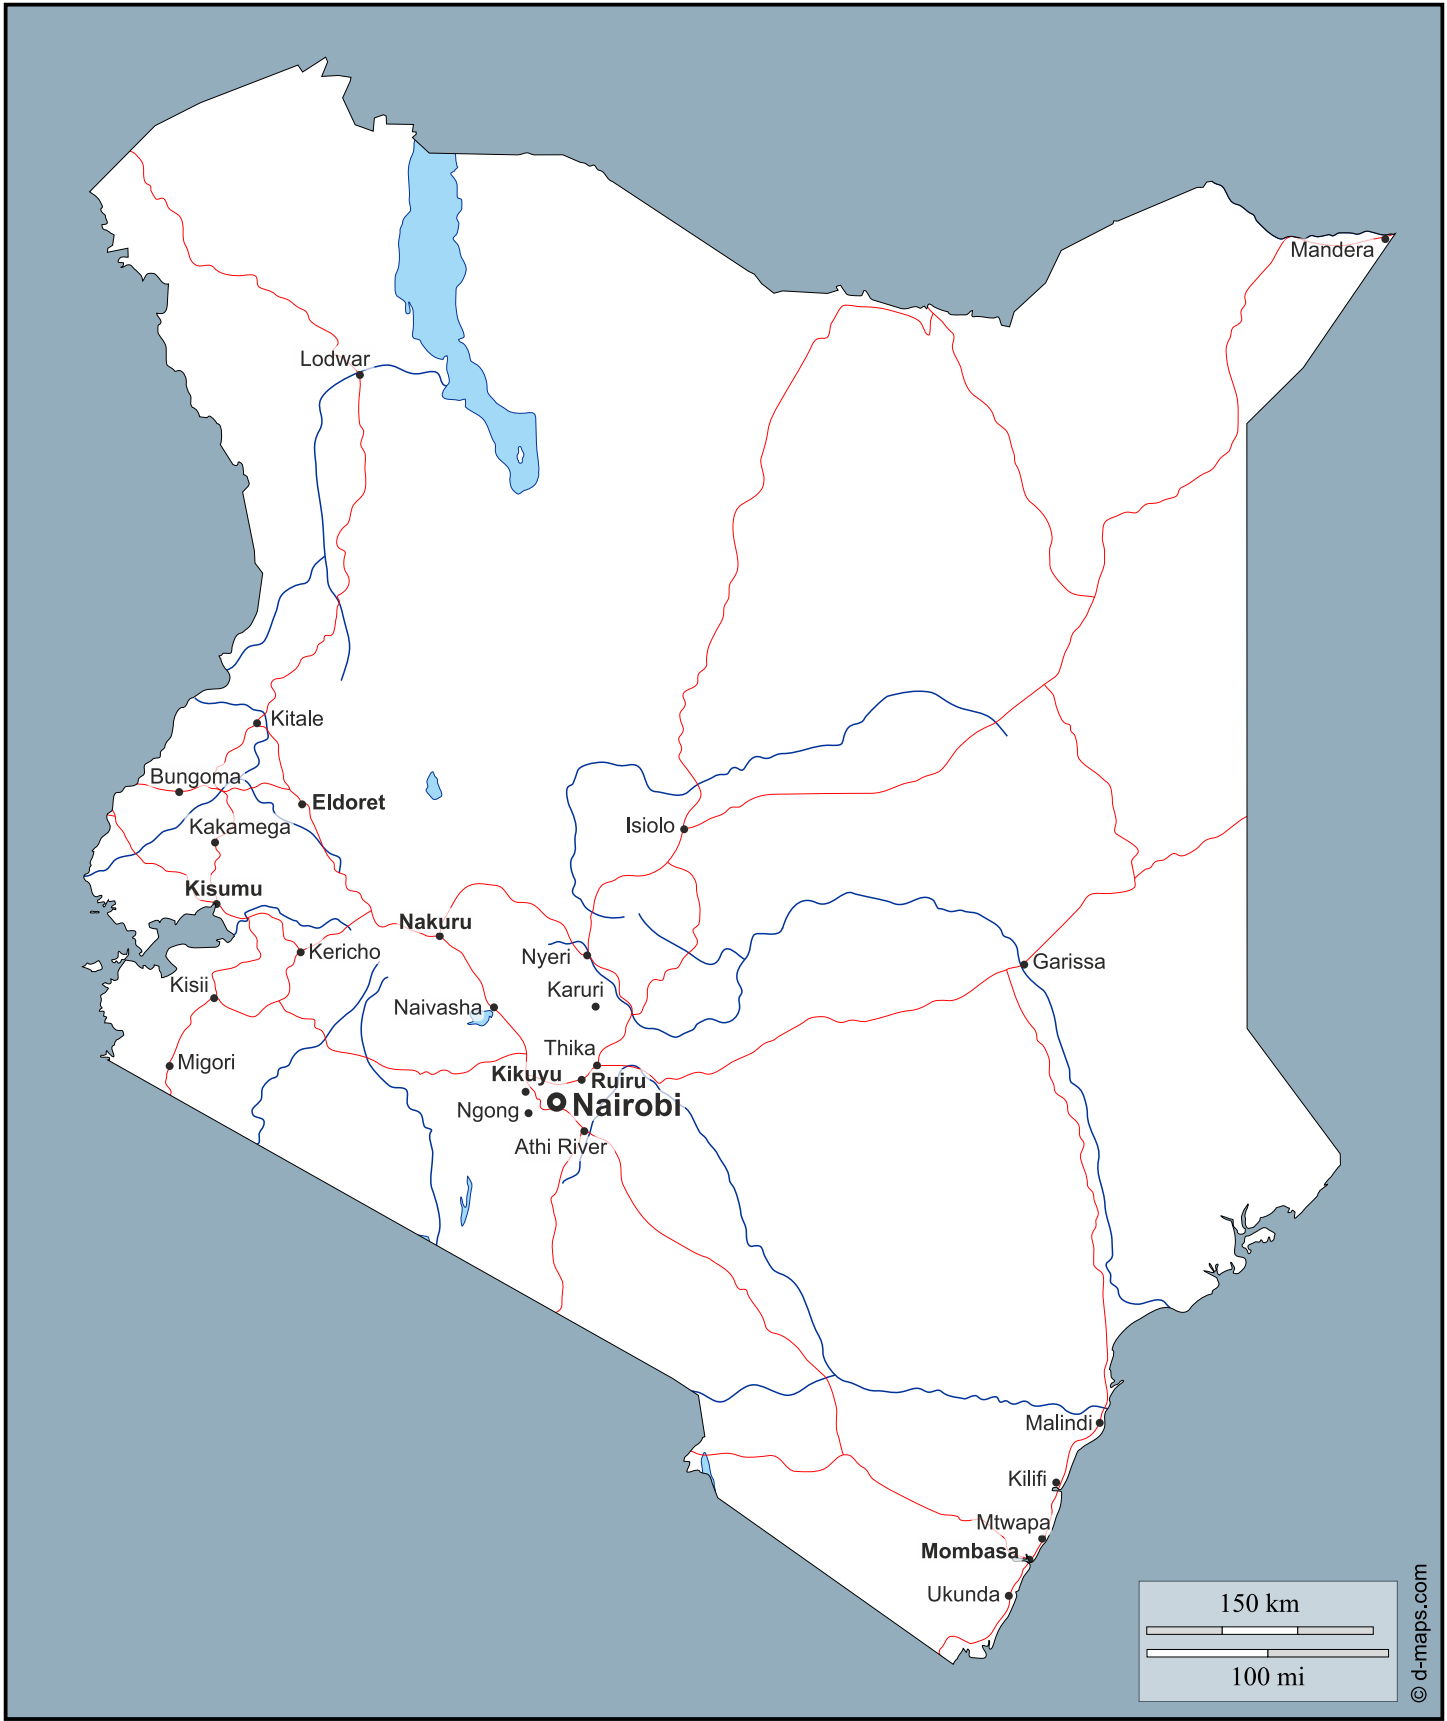 Mandera
Lodwar
Kitale
Bungoma
Eldoret
Isiolo
Kakamega
Kisumu
Nakuru
Kericho
Nyeri
Garissa
Kisii
Karuri
Naivasha
Thika
Migori
Kikuyu
Ruiru
Nairobi
Ngong
Athi River
Malindi
Kilifi
Mtwapa
Mombasa
Ukunda
150 km
100 mi
© d-maps.com